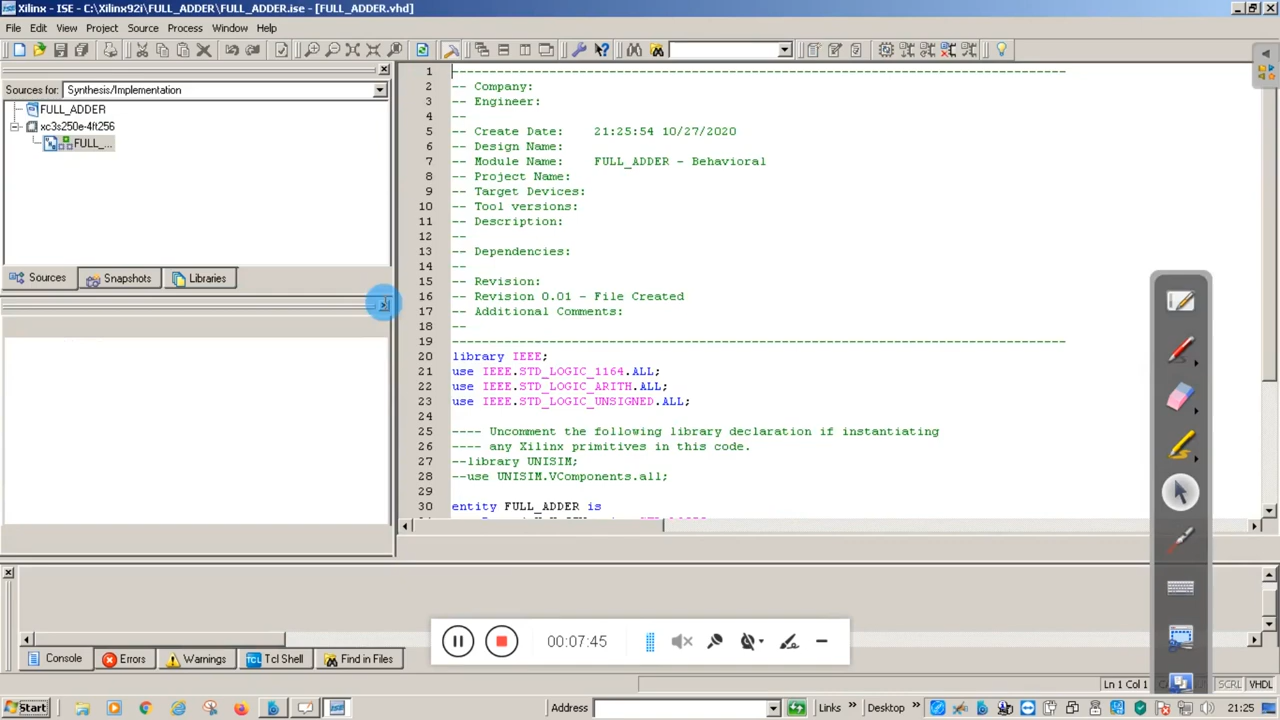 Xilinx - ISE - C:\Xilinx92i\FULL_ADDER\FULL_ADDER.ise - [FULL_ADDER.vhd]
File Edit View Project Source Process Window Help
Sources for: Synthesis/Implementation
FULL_ADDER
xc3s250e-4ft256
FULL_...
Sources Snapshots Libraries
1 ----------------------------------------------------------------------------------
2 -- Company:
3 -- Engineer:
4 --
5 -- Create Date: 21:25:54 10/27/2020
6 -- Design Name:
7 -- Module Name: FULL_ADDER - Behavioral
8 -- Project Name:
9 -- Target Devices:
10 -- Tool versions:
11 -- Description:
12 --
13 -- Dependencies:
14 --
15 -- Revision:
16 -- Revision 0.01 - File Created
17 -- Additional Comments:
18 --
19 ----------------------------------------------------------------------------------
20 library IEEE;
21 use IEEE.STD_LOGIC_1164.ALL;
22 use IEEE.STD_LOGIC_ARITH.ALL;
23 use IEEE.STD_LOGIC_UNSIGNED.ALL;
24
25 ---- Uncomment the following library declaration if instantiating
26 ---- any Xilinx primitives in this code.
27 --library UNISIM;
28 --use UNISIM.VComponents.all;
29
30 entity FULL_ADDER is
00:07:45
Console Errors Warnings Tcl Shell Find in Files
Ln 1 Col 1 SCRL VHDL
Start Address Links » Desktop » 21:25